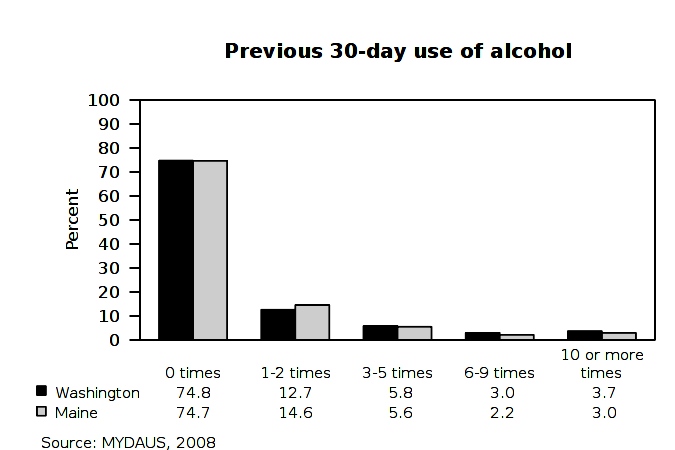 Previous 30-day use of alcohol
100
90
80
70
60
50
40
30
20
10
0
Percent
0 times 1-2 times 3-5 times 6-9 times 10 or more times
Washington 74.8 12.7 5.8 3.0 3.7
Maine 74.7 14.6 5.6 2.2 3.0
Source: MYDAUS, 2008